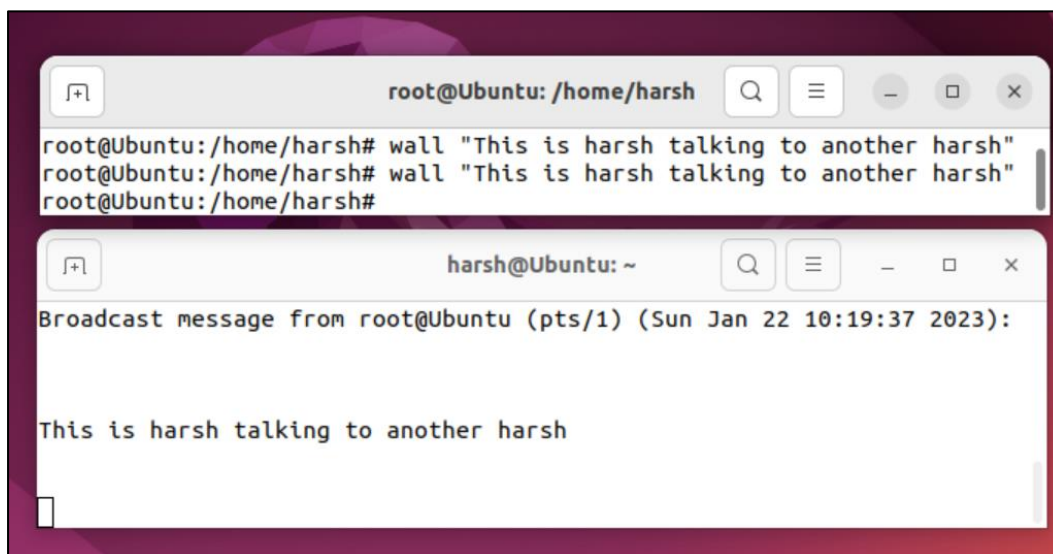 root@Ubuntu: /home/harsh
root@Ubuntu:/home/harsh# wall "This is harsh talking to another harsh"
root@Ubuntu:/home/harsh# wall "This is harsh talking to another harsh"
root@Ubuntu:/home/harsh#
harsh@Ubuntu: ~
Broadcast message from root@Ubuntu (pts/1) (Sun Jan 22 10:19:37 2023):
This is harsh talking to another harsh